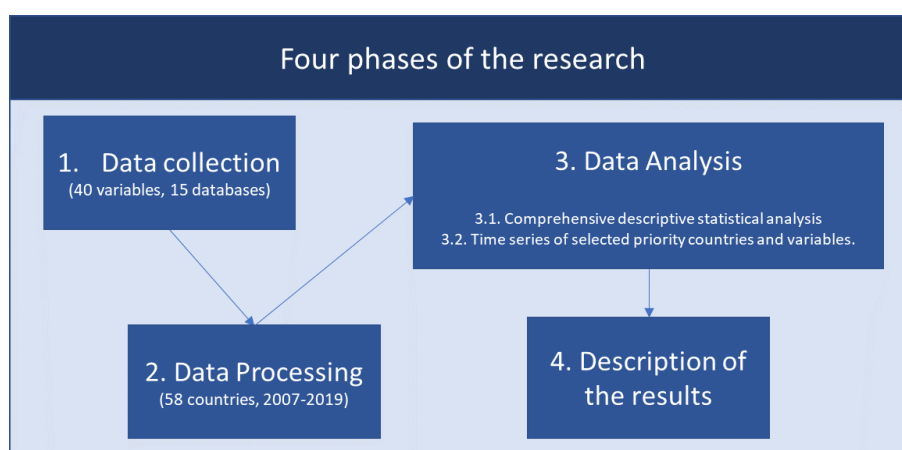 Four phases of the research
1. Data collection
(40 variables, 15 databases)
2. Data Processing
(58 countries, 2007-2019)
3. Data Analysis
3.1. Comprehensive descriptive statistical analysis
3.2. Time series of selected priority countries and variables.
4. Description of
the results